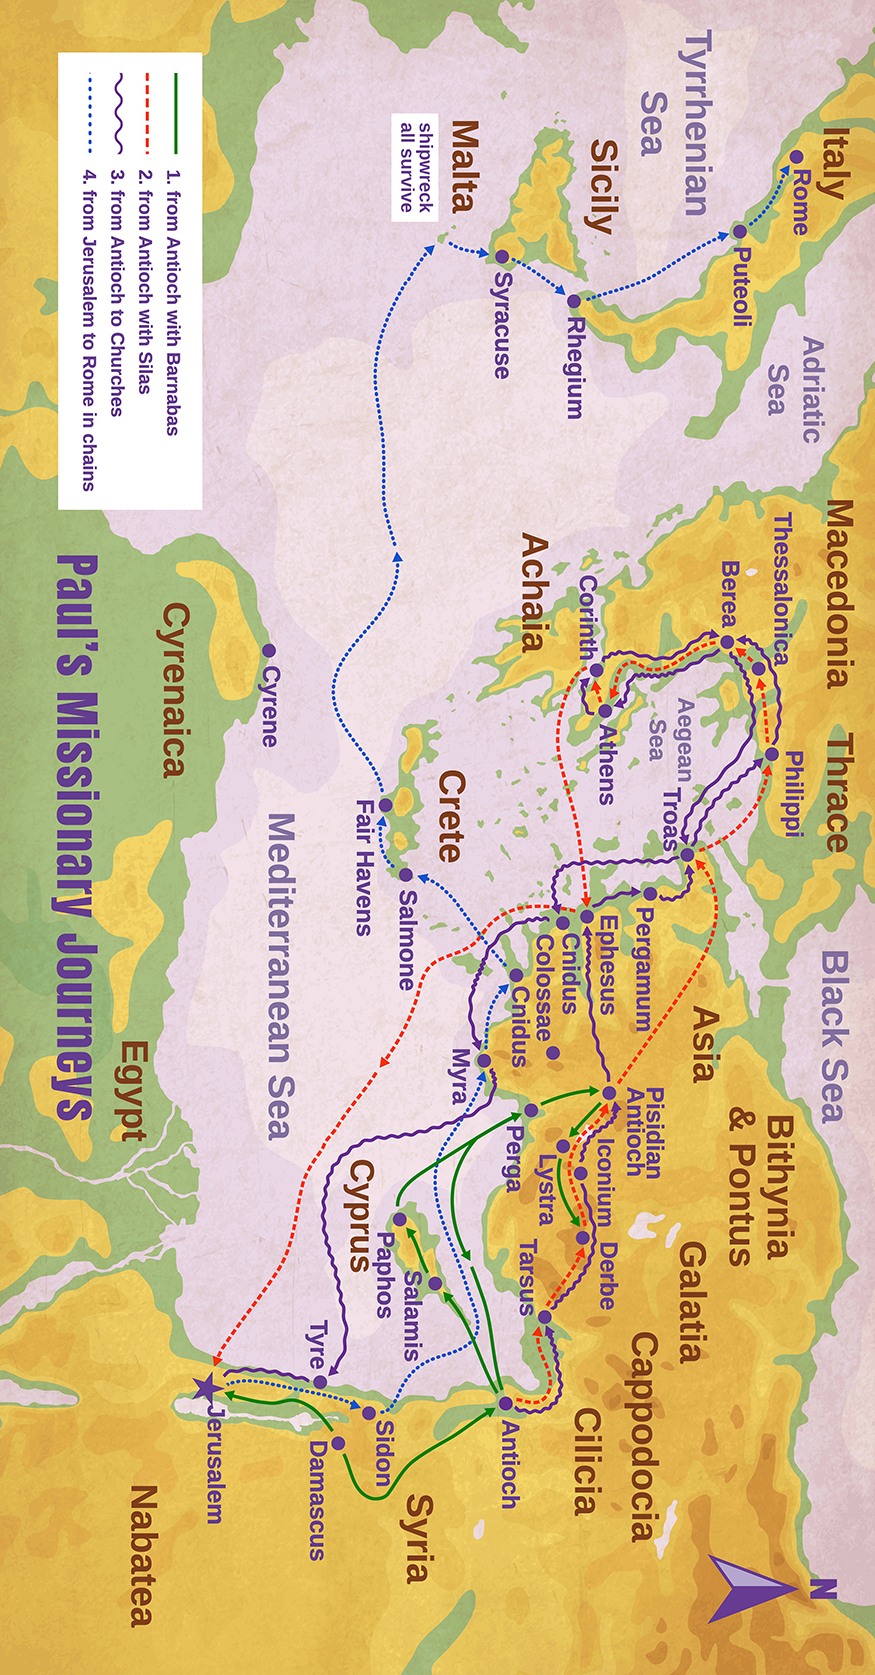 Italy
Rome
Tyrrhenian
Sea
Puteoli
Adriatic
Sea
Sicily
Malta
shipwreck
all survive
Syracuse
Rhegium
1. from Antioch with Barnabas
2. from Antioch with Silas
3. from Antioch to Churches
4. from Jerusalem to Rome in chains
Macedonia
Thessalonica
Berea
Achaia
Corinth
Athens
Aegean
Sea
Thrace
Philippi
Troas
Black Sea
Cyrenaica
Cyrene
Crete
Fair Havens
Salmone
Mediterranean Sea
Pergamum
Ephesus
Cnidus
Colossae
Cnidus
Asia
Myra
Bithynia
& Pontus
Pisidian
Antioch
Iconium
Lystra
Derbe
Perga
Tarsus
Galatia
Cappodocia
Cilicia
Cyprus
Paphos
Salamis
Antioch
Syria
Tyre
Sidon
Damascus
Jerusalem
Egypt
Nabatea
N
Paul's Missionary Journeys